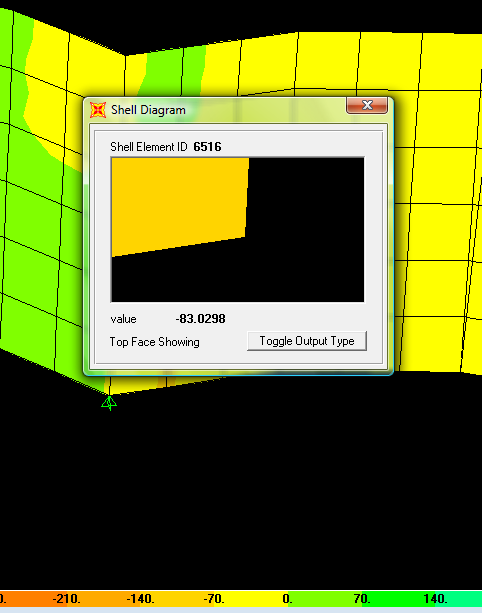 Shell Diagram
Shell Element ID 6516
value -83.0298
Top Face Showing
Toggle Output Type
0. -210. -140. -70. 0. 70. 140.